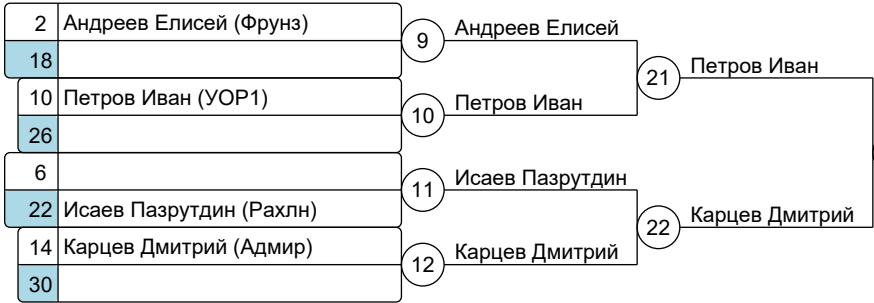 2 Андреев Елисей (Фрунз)
18
9
Андреев Елисей
10 Петров Иван (УОР1)
26
10
Петров Иван
21
Петров Иван
6
22 Исаев Пазрутдин (Рахлн)
11
Исаев Пазрутдин
14 Карцев Дмитрий (Адмир)
30
12
Карцев Дмитрий
22
Карцев Дмитрий